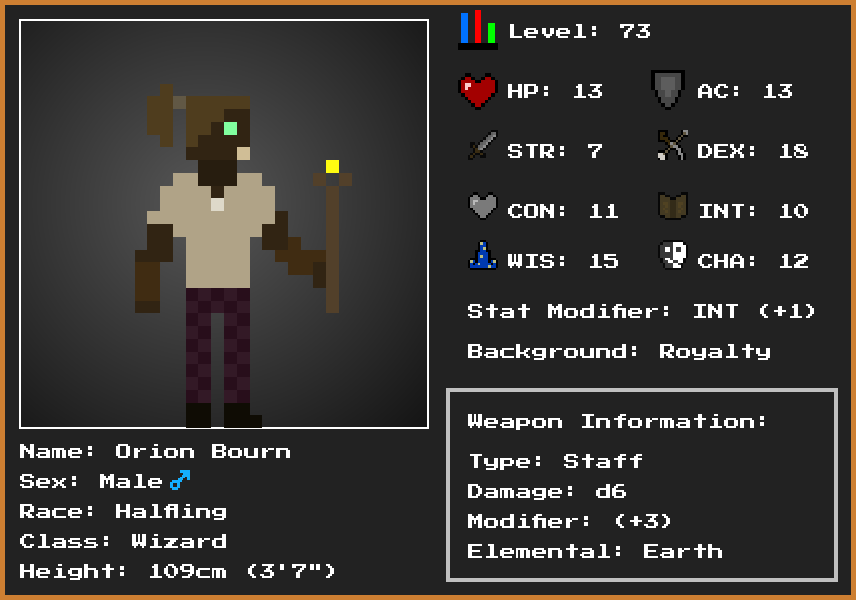 Level: 73
HP: 13
AC: 13
STR: 7
DEX: 18
CON: 11
INT: 10
WIS: 15
CHA: 12
Stat Modifier: INT (+1)
Background: Royalty
Weapon Information:
Type: Staff
Damage: d6
Modifier: (+3)
Elemental: Earth
Name: Orion Bourn
Sex: Male♂
Race: Halfling
Class: Wizard
Height: 109cm (3'7")